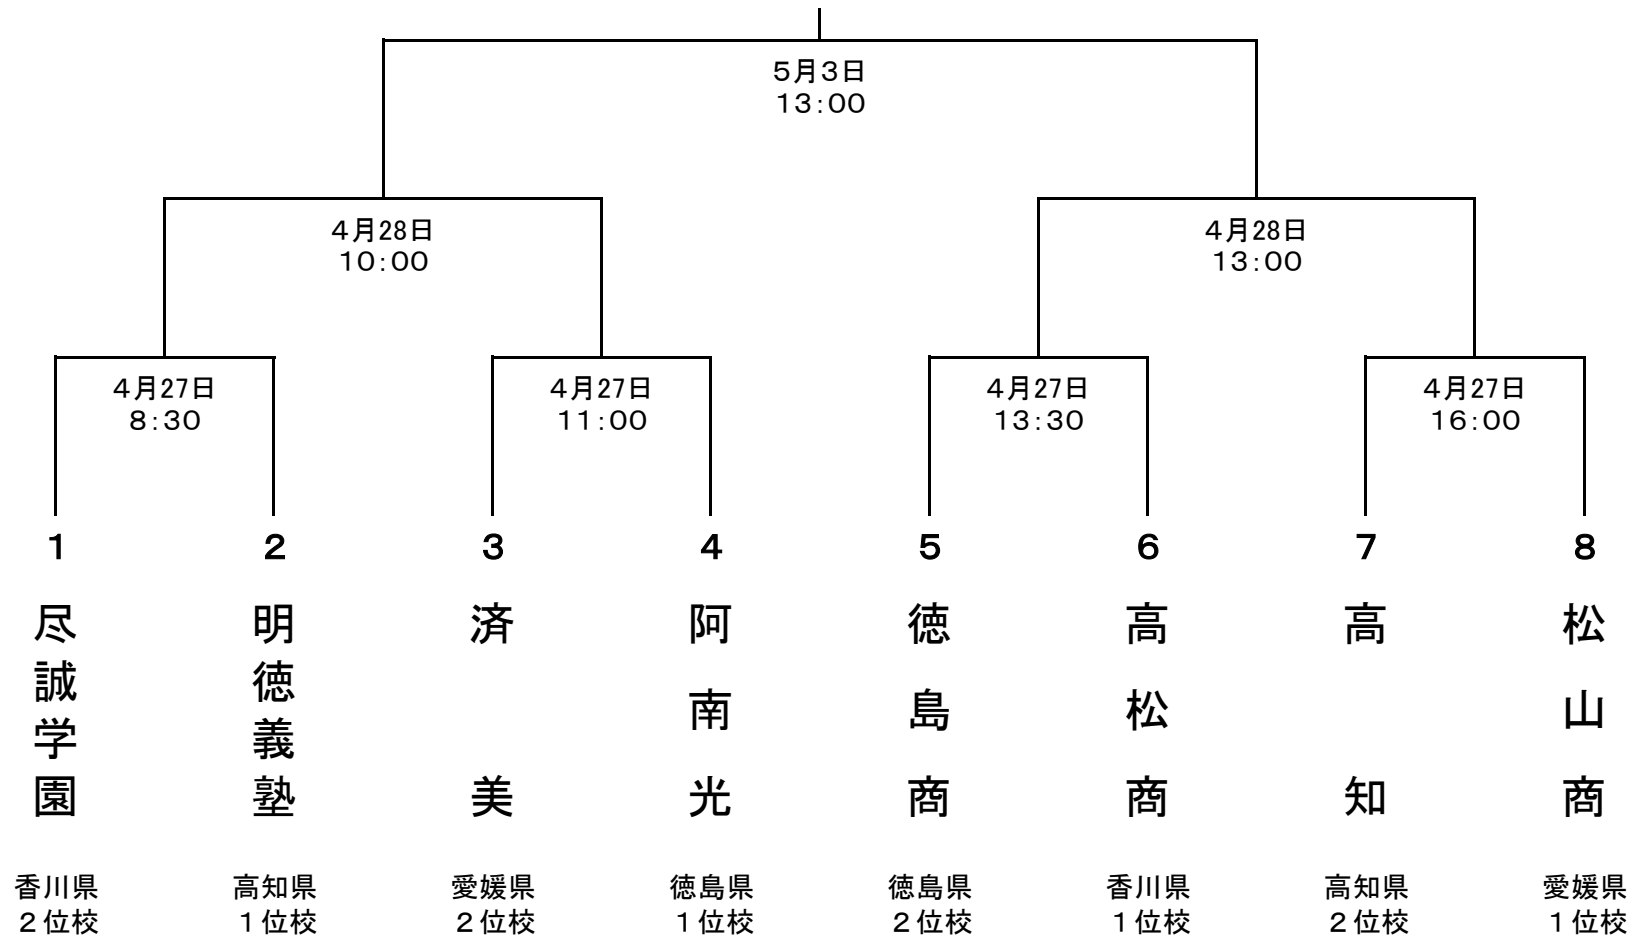 ５月３日
１３：００
４月28日
１０：００
４月28日
１３：００
４月27日
８：３０
４月27日
１１：００
４月27日
１３：３０
４月27日
１６：００
１
２
３
４
５
６
７
８
尽誠学園
明徳義塾
済美
阿南光
徳島商
高松商
高知
松山商
香川県
２位校
高知県
１位校
愛媛県
２位校
徳島県
１位校
徳島県
２位校
香川県
１位校
高知県
２位校
愛媛県
１位校